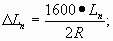 ΔLₙ = 1600•Lₙ / 2R ;